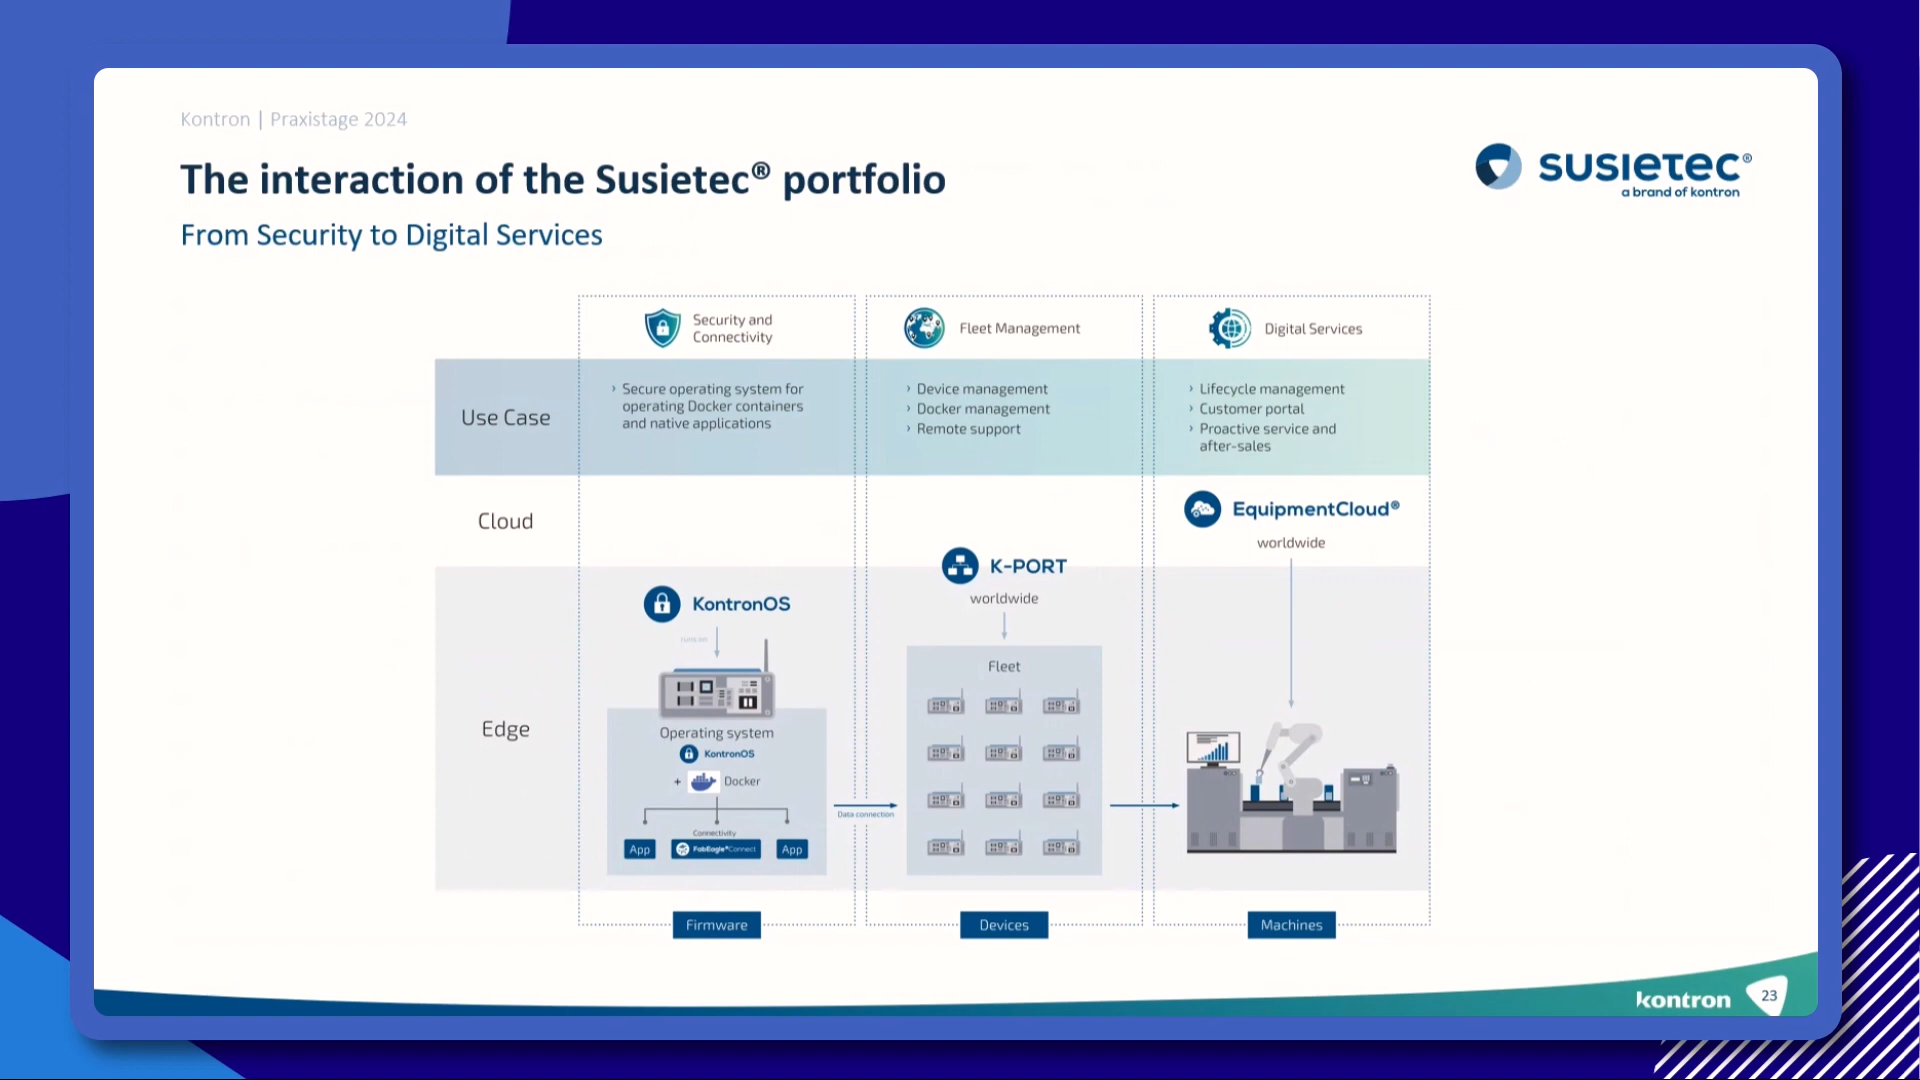 Kontron | Praxistage 2024
The interaction of the Susietec® portfolio
From Security to Digital Services
SUSIETEC®
a brand of kontron
Security and
Connectivity
Fleet Management
Digital Services
Use Case
› Secure operating system for
operating Docker containers
and native applications
› Device management
› Docker management
› Remote support
› Lifecycle management
› Customer portal
› Proactive service and
after-sales
Cloud
EquipmentCloud®
worldwide
K-PORT
worldwide
Edge
KontronOS
Operating system
KontronOS
+ Docker
Connectivity
App
FabEagle®Connect
App
Data connection
Fleet
Firmware
Devices
Machines
kontron
23